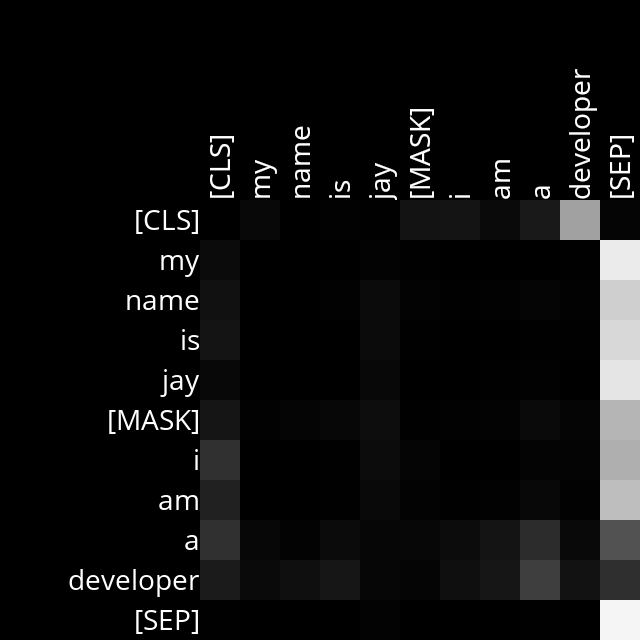 [CLS] my name is jay [MASK] i am a developer [SEP]
[CLS]
my
name
is
jay
[MASK]
i
am
a
developer
[SEP]